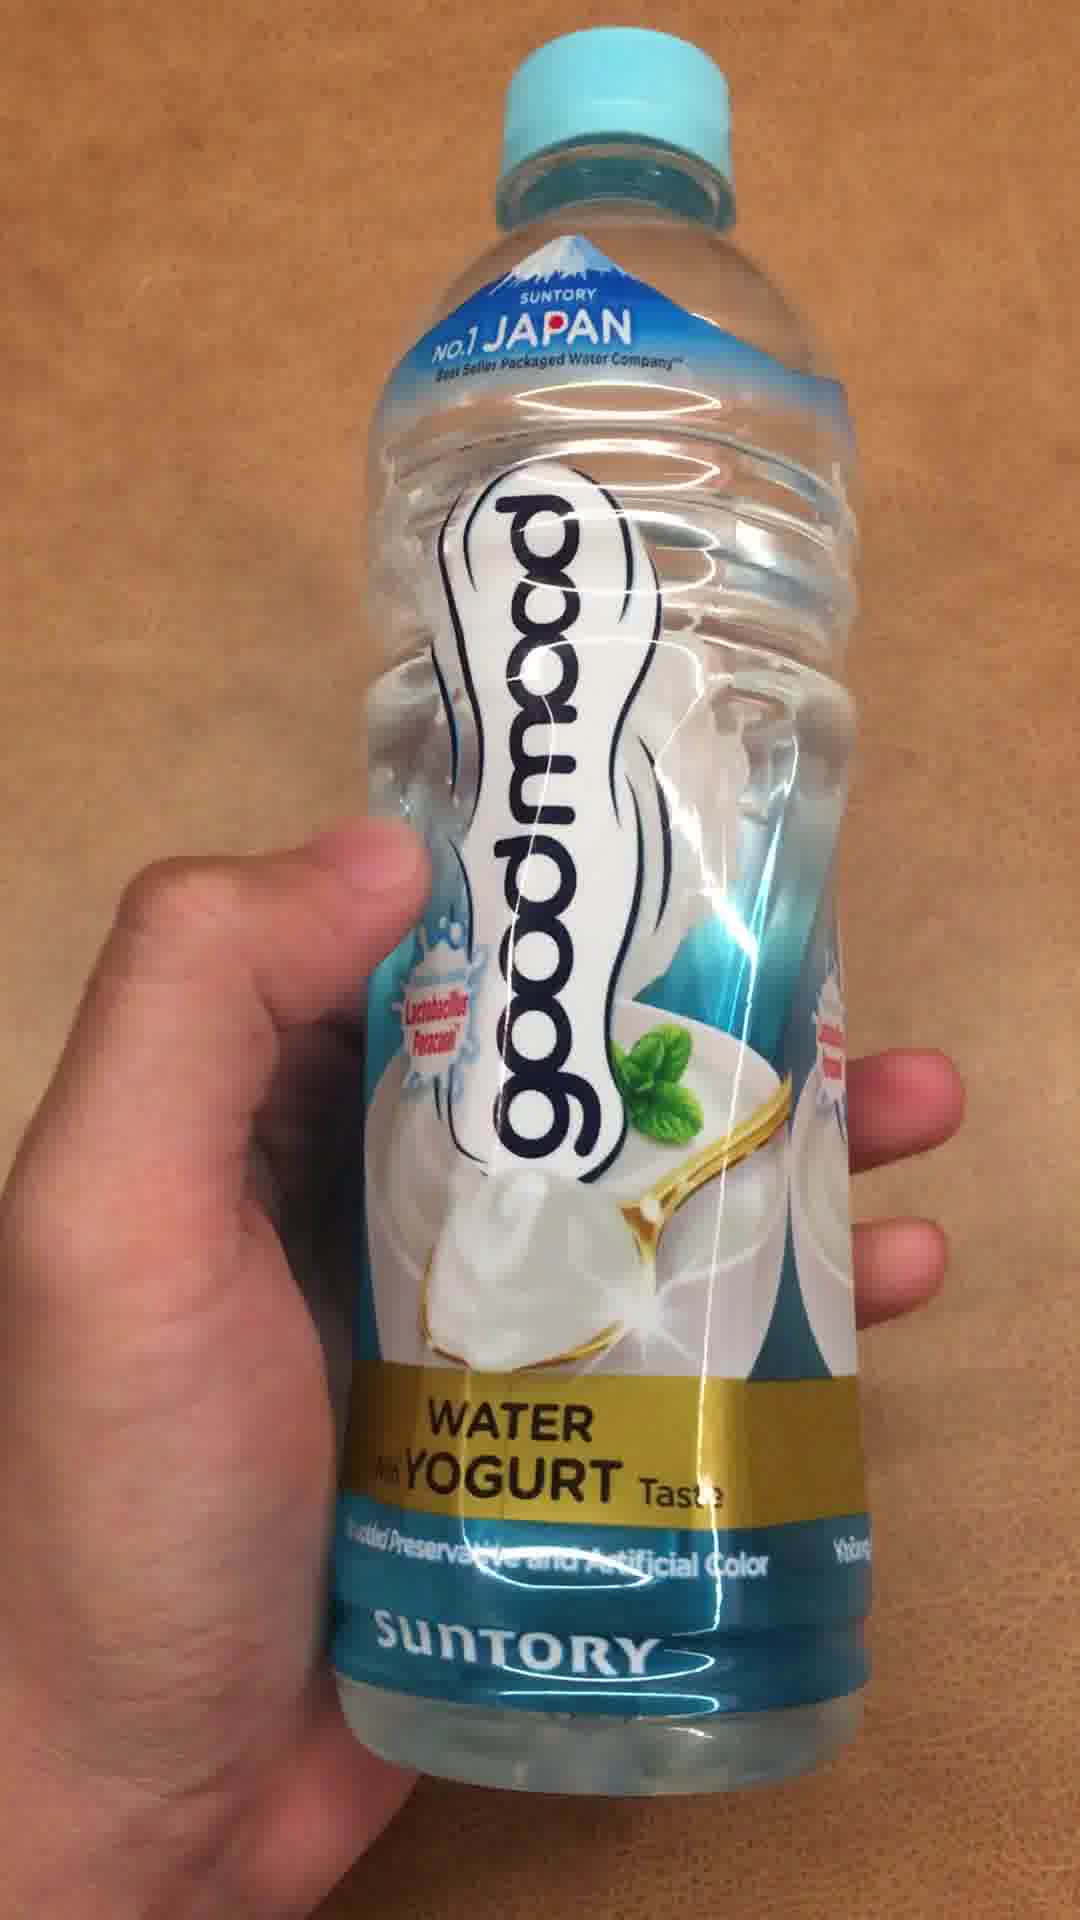 SUNTORY
NO.1 JAPAN
Best Seller Packaged Water Company
goodmood
Lactobacillus
Paracasei
WATER
YOGURT Taste
Preservative and Artificial Color
SUNTORY